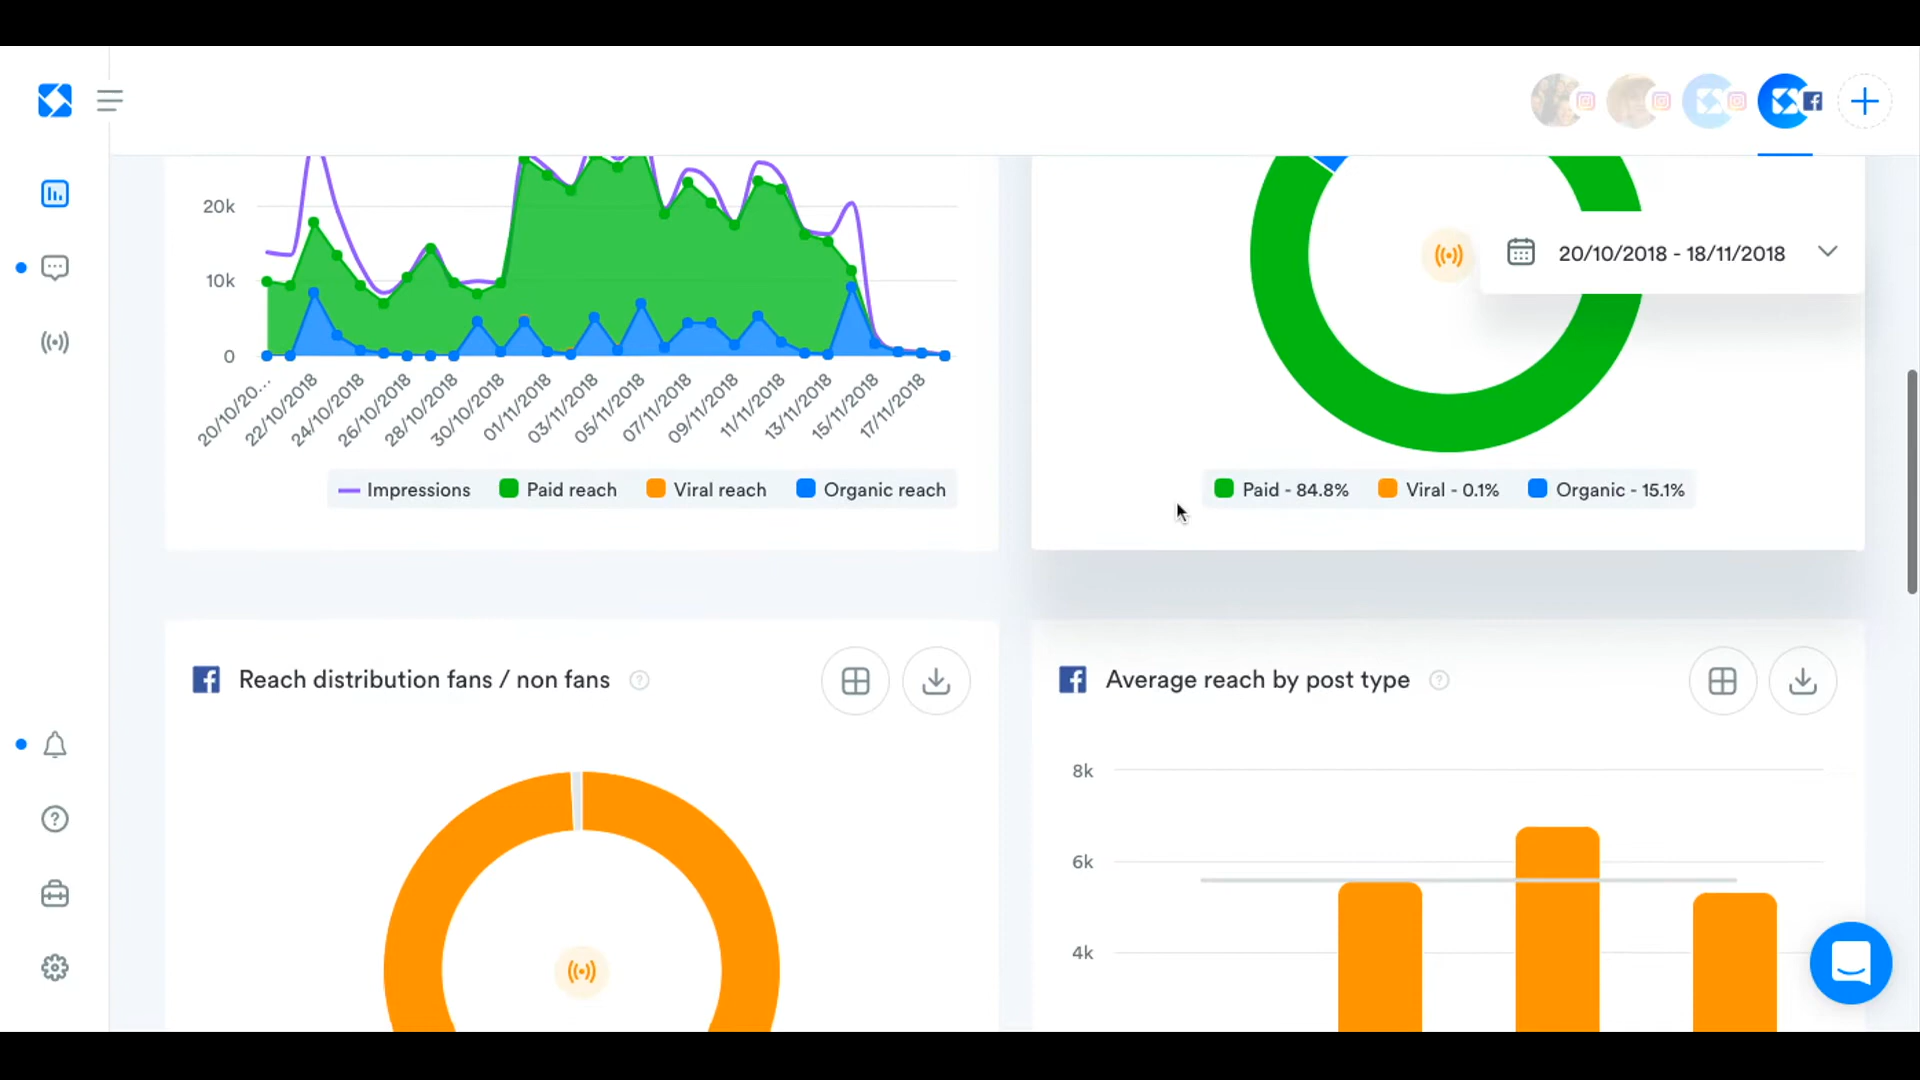 20/10/2018 - 18/11/2018
20k
10k
0
20/10/20...
22/10/2018
24/10/2018
26/10/2018
28/10/2018
30/10/2018
01/11/2018
03/11/2018
05/11/2018
07/11/2018
09/11/2018
11/11/2018
13/11/2018
15/11/2018
17/11/2018
Impressions Paid reach Viral reach Organic reach
Paid - 84.8% Viral - 0.1% Organic - 15.1%
Reach distribution fans / non fans ?
Average reach by post type ?
8k
6k
4k